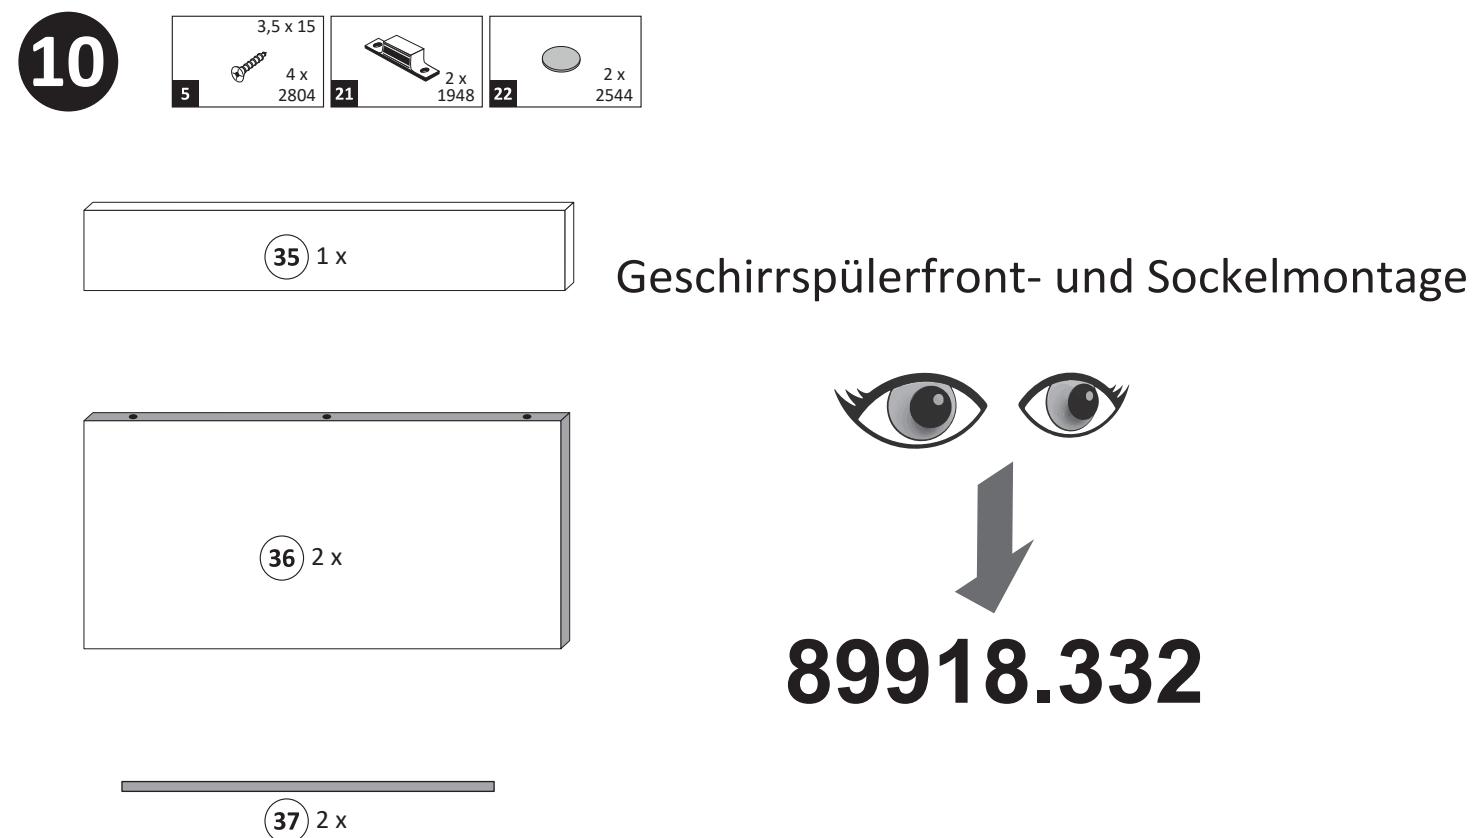 10
3,5 x 15
4 x
5 2804
2 x
21 1948
2 x
22 2544
35 1 x
Geschirrspülerfront- und Sockelmontage
36 2 x
89918.332
37 2 x